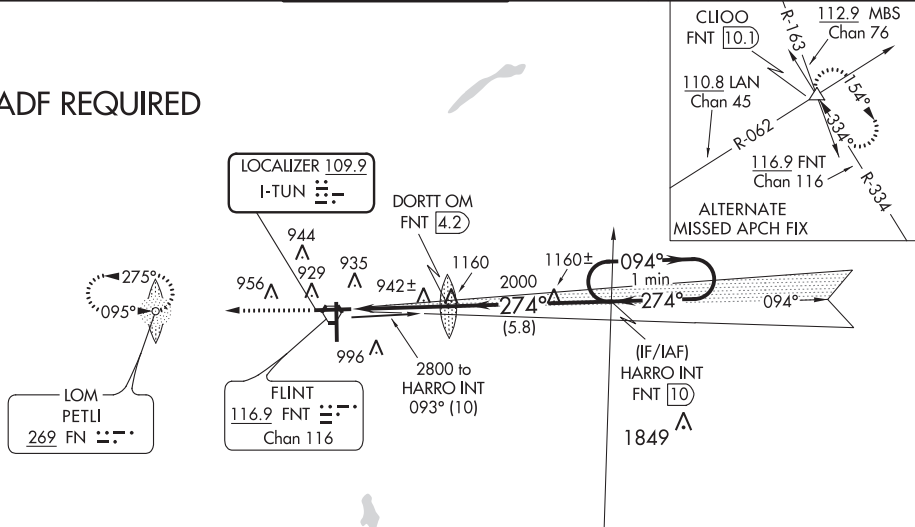 ADF REQUIRED
CLIOO
FNT 10.1
112.9 MBS
Chan 76
R-163
110.8 LAN
Chan 45
R-062
154°
334°
116.9 FNT
Chan 116
R-334
ALTERNATE
MISSED APCH FIX
LOCALIZER 109.9
I-TUN
DORTT OM
FNT 4.2
944
929
935
956
942±
1160
1160±
2000
274°
(5.8)
094°
1 min
274°
094°
275°
095°
996
2800 to
HARRO INT
093° (10)
(IF/IAF)
HARRO INT
FNT 10
1849
LOM
PETLI
269 FN
FLINT
116.9 FNT
Chan 116